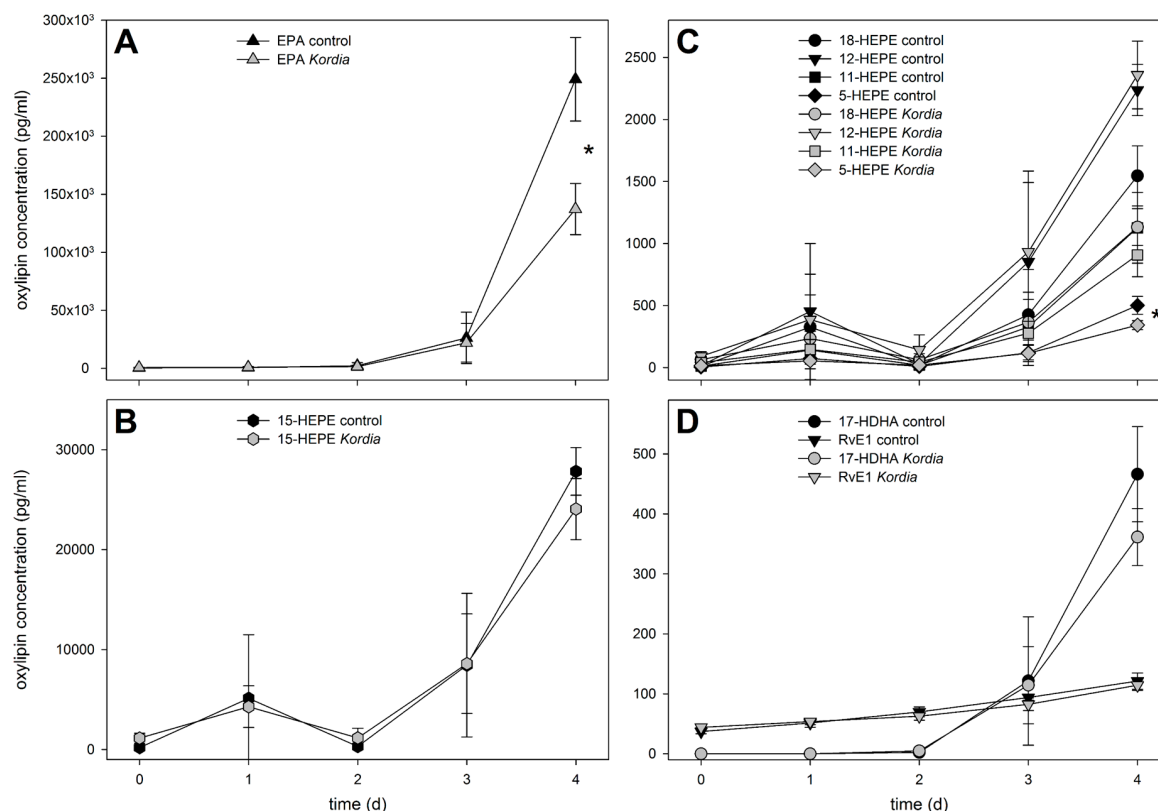 A
EPA control
EPA Kordia
oxylipin concentration (pg/ml)
300x10³
250x10³
200x10³
150x10³
100x10³
50x10³
0
*
B
15-HEPE control
15-HEPE Kordia
oxylipin concentration (pg/ml)
30000
20000
10000
0
0 1 2 3 4
time (d)
C
18-HEPE control
12-HEPE control
11-HEPE control
5-HEPE control
18-HEPE Kordia
12-HEPE Kordia
11-HEPE Kordia
5-HEPE Kordia
2500
2000
1500
1000
500
0
*
D
17-HDHA control
RvE1 control
17-HDHA Kordia
RvE1 Kordia
500
400
300
200
100
0
0 1 2 3 4
time (d)